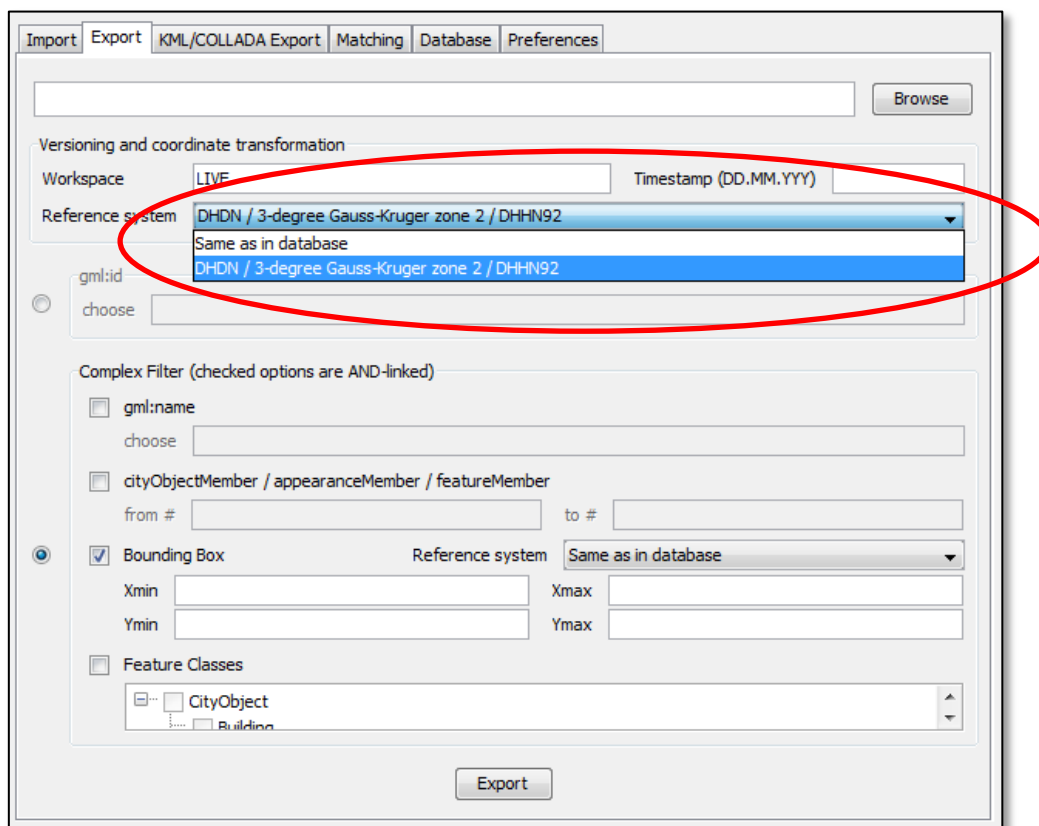 Import Export KML/COLLADA Export Matching Database Preferences
Browse
Versioning and coordinate transformation
Workspace LIVE Timestamp (DD.MM.YYY)
Reference system DHDN / 3-degree Gauss-Kruger zone 2 / DHHN92
Same as in database
DHDN / 3-degree Gauss-Kruger zone 2 / DHHN92
gml:id
choose
Complex Filter (checked options are AND-linked)
gml:name
choose
cityObjectMember / appearanceMember / featureMember
from # to #
Bounding Box Reference system Same as in database
Xmin Xmax
Ymin Ymax
Feature Classes
CityObject
Building
Export